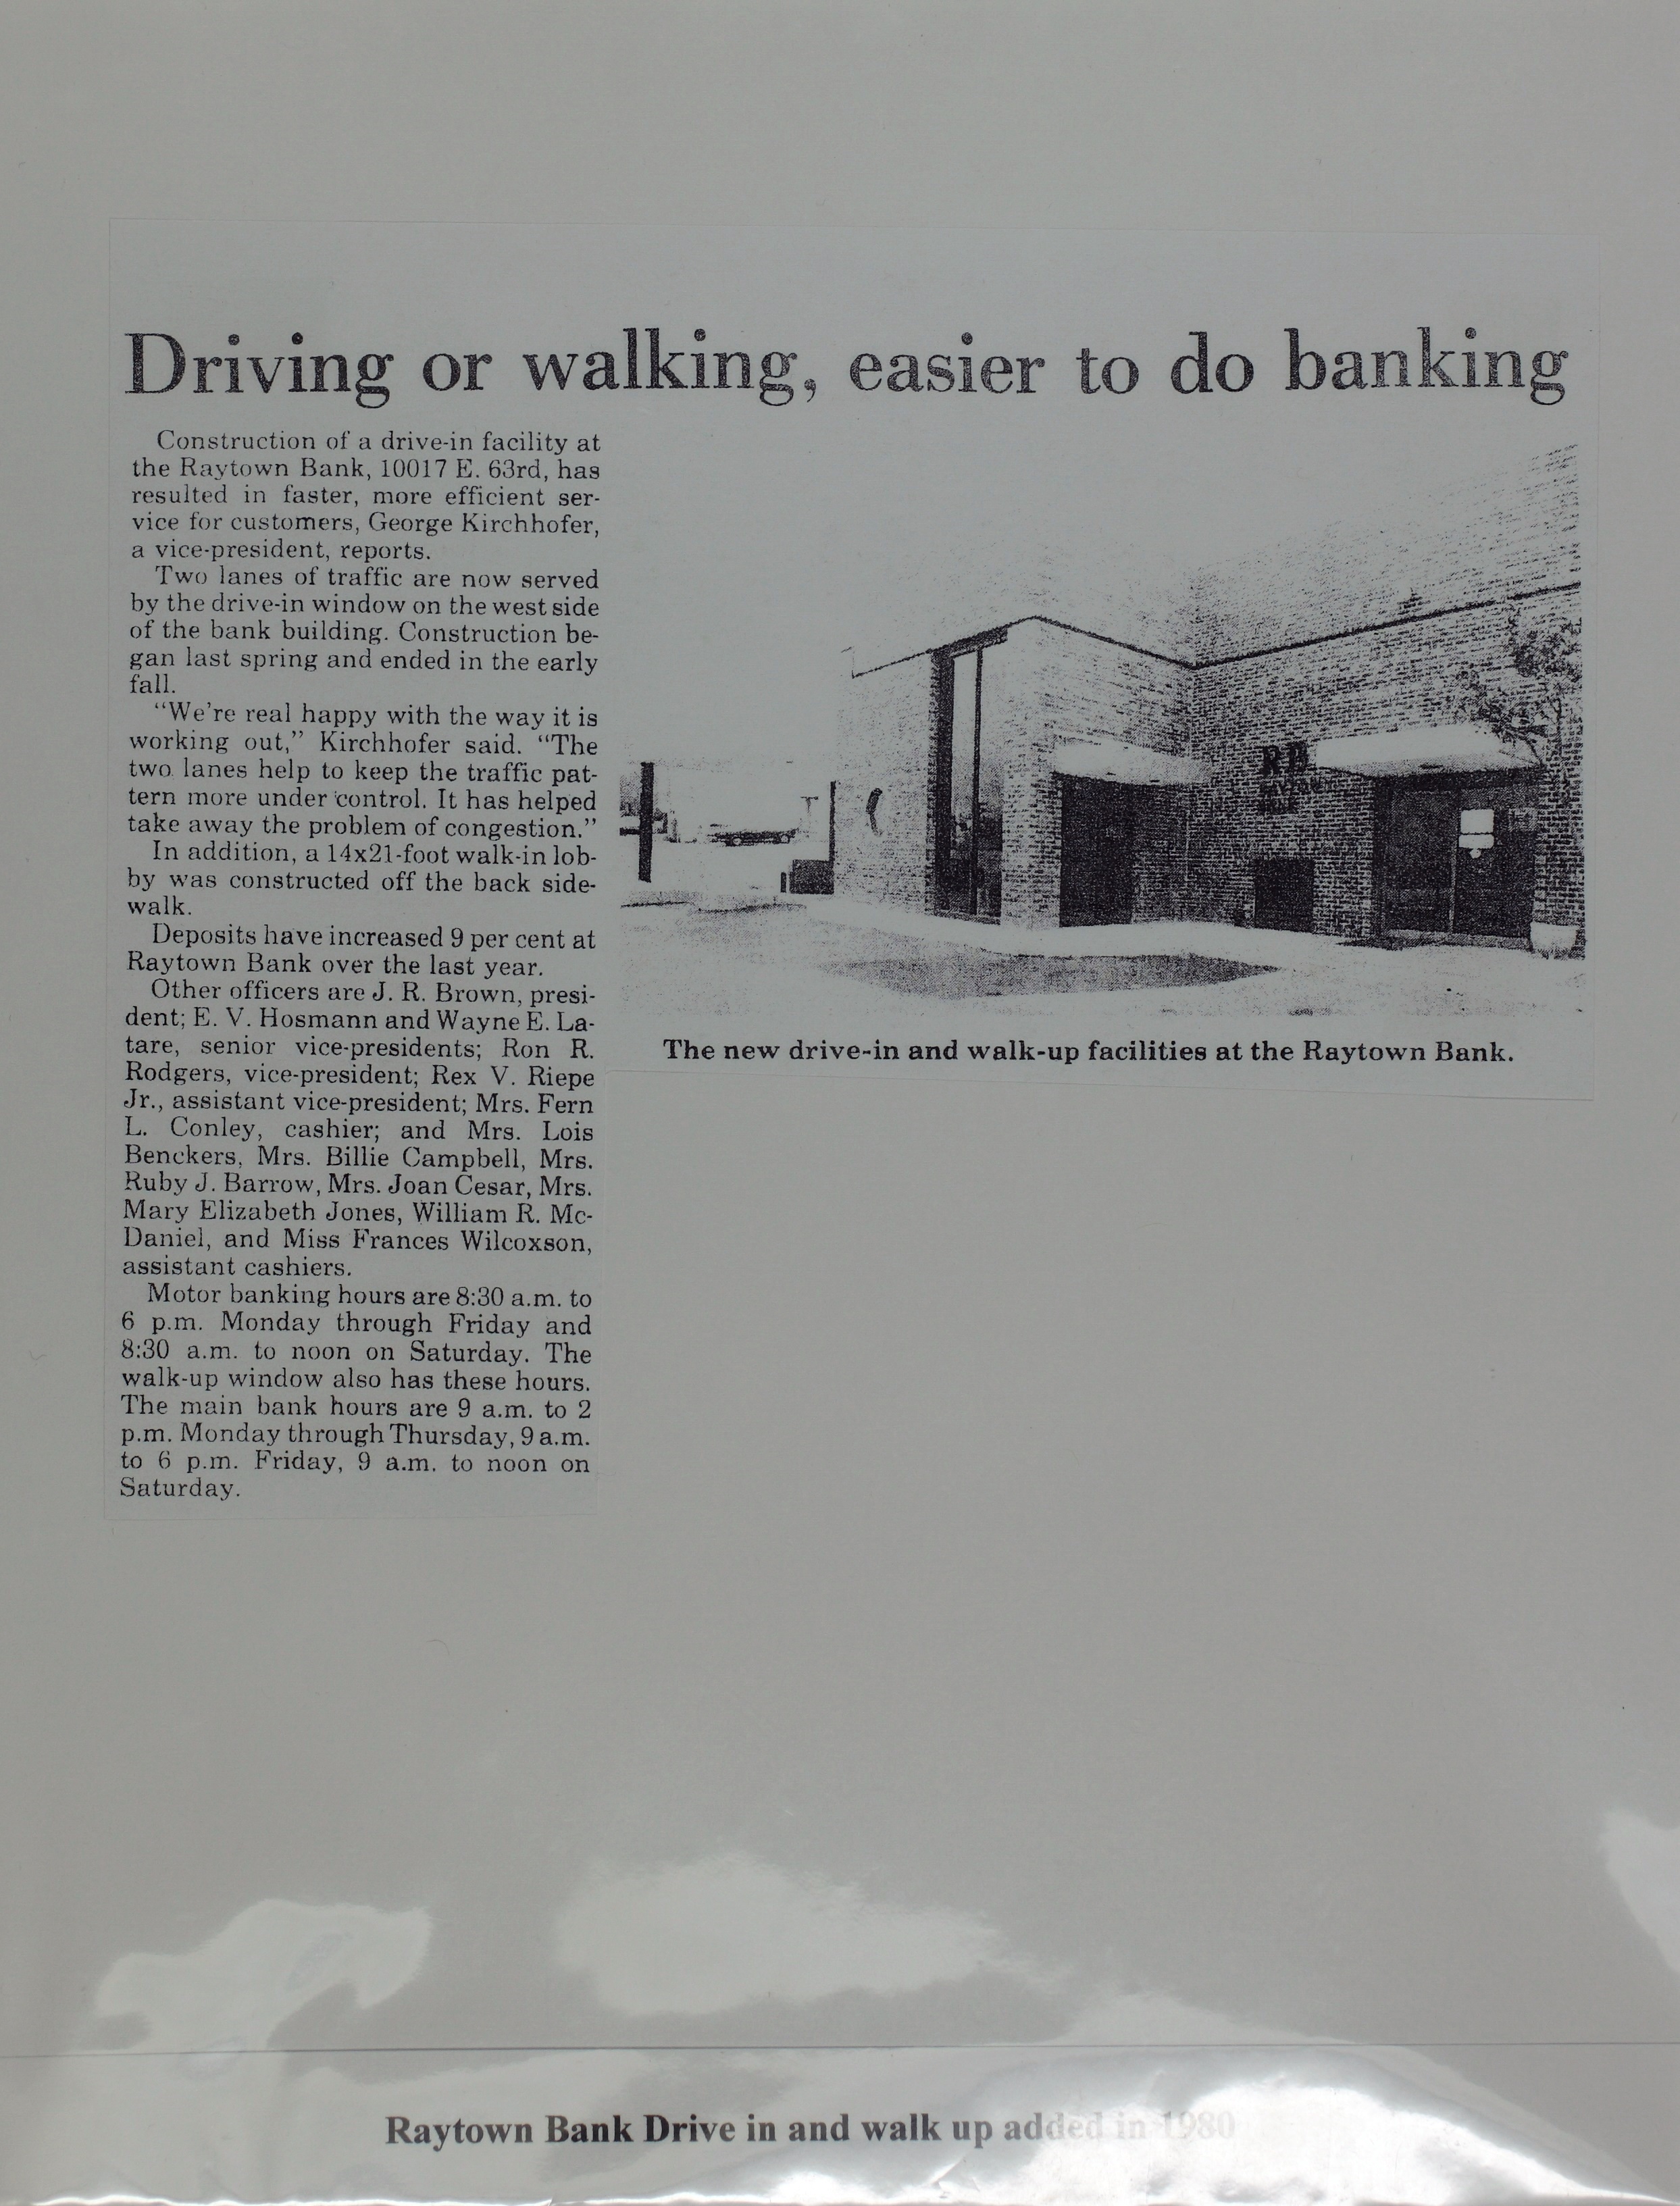 Driving or walking, easier to do banking
Construction of a drive-in facility at
the Raytown Bank, 10017 E. 63rd, has
resulted in faster, more efficient ser-
vice for customers, George Kirchhofer,
a vice-president, reports.
Two lanes of traffic are now served
by the drive-in window on the west side
of the bank building. Construction be-
gan last spring and ended in the early
fall.
“We’re real happy with the way it is
working out,” Kirchhofer said. “The
two lanes help to keep the traffic pat-
tern more under control. It has helped
take away the problem of congestion.”
In addition, a 14x21-foot walk-in lob-
by was constructed off the back side-
walk.
Deposits have increased 9 per cent at
Raytown Bank over the last year.
Other officers are J. R. Brown, presi-
dent; E. V. Hosmann and Wayne E. La-
tare, senior vice-presidents; Ron R.
Rodgers, vice-president; Rex V. Riepe
Jr., assistant vice-president; Mrs. Fern
L. Conley, cashier; and Mrs. Lois
Benckers, Mrs. Billie Campbell, Mrs.
Ruby J. Barrow, Mrs. Joan Cesar, Mrs.
Mary Elizabeth Jones, William R. Mc-
Daniel, and Miss Frances Wilcoxson,
assistant cashiers.
Motor banking hours are 8:30 a.m. to
6 p.m. Monday through Friday and
8:30 a.m. to noon on Saturday. The
walk-up window also has these hours.
The main bank hours are 9 a.m. to 2
p.m. Monday through Thursday, 9 a.m.
to 6 p.m. Friday, 9 a.m. to noon on
Saturday.
RB
RAYTOWN
BANK
The new drive-in and walk-up facilities at the Raytown Bank.
Raytown Bank Drive in and walk up added in 1980